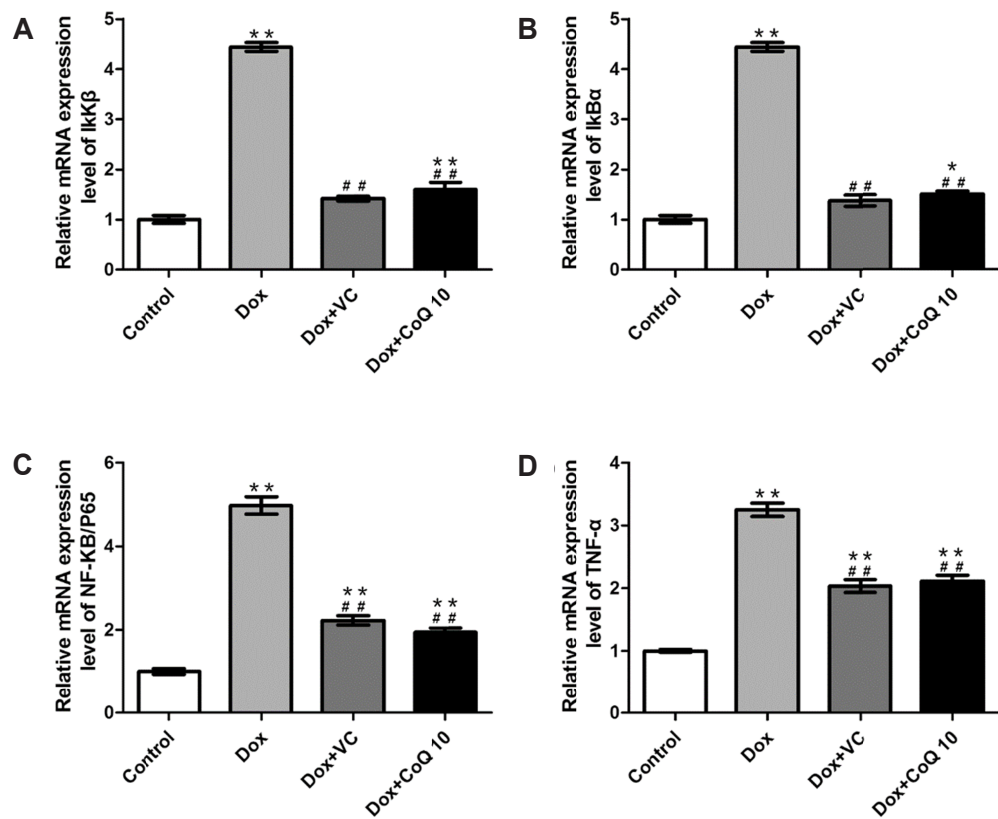 A
Relative mRNA expression
level of IkKβ
5
4
3
2
1
0
* *
# #
* *
# #
Control
Dox
Dox+VC
Dox+CoQ 10
B
Relative mRNA expression
level of IkBα
5
4
3
2
1
0
* *
# #
*
# #
Control
Dox
Dox+VC
Dox+CoQ 10
C
Relative mRNA expression
level of NF-KB/P65
6
4
2
0
* *
* *
# #
* *
# #
Control
Dox
Dox+VC
Dox+CoQ 10
D
Relative mRNA expression
level of TNF-α
4
3
2
1
0
* *
* *
# #
* *
# #
Control
Dox
Dox+VC
Dox+CoQ 10